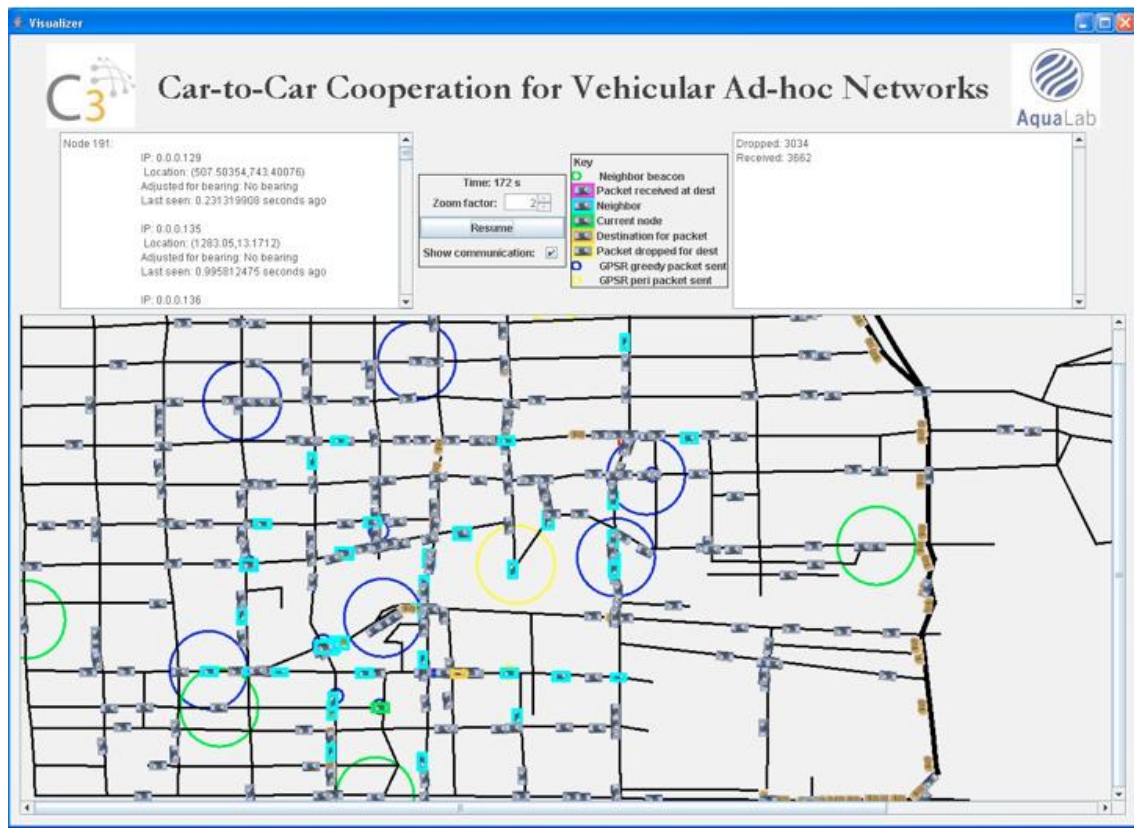 Visualizer
C3
Car-to-Car Cooperation for Vehicular Ad-hoc Networks
AquaLab
Node 191:
IP: 0.0.0.129
Location: (507.50354,743.40076)
Adjusted for bearing: No bearing
Last seen: 0.231319908 seconds ago
IP: 0.0.0.135
Location: (1283.05,13.1712)
Adjusted for bearing: No bearing
Last seen: 0.995812475 seconds ago
IP: 0.0.0.136
Time: 172 s
Zoom factor: 2
Resume
Show communication:
Key
Neighbor beacon
Packet received at dest
Neighbor
Current node
Destination for packet
Packet dropped for dest
GPSR greedy packet sent
GPSR peri packet sent
Dropped: 3034
Received: 3662